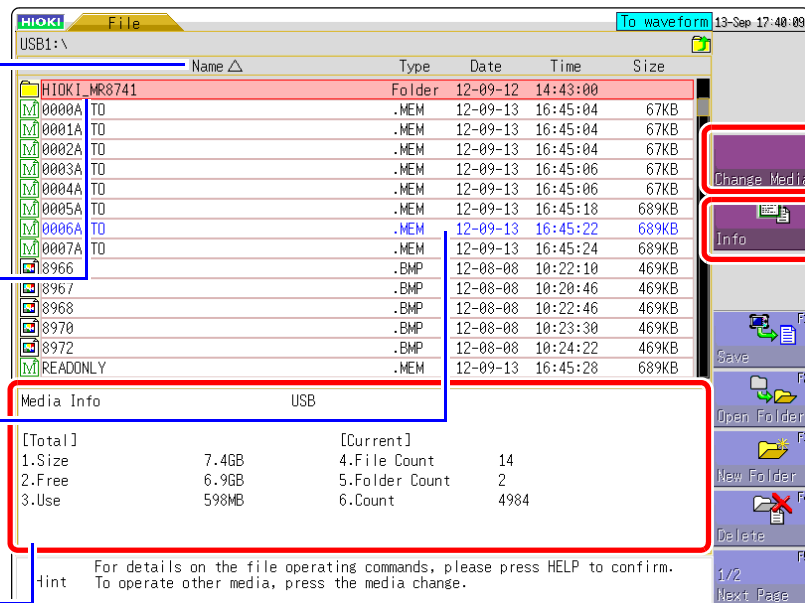 HIOKI File To waveform 13-Sep 17:40:09
USB1:\
Name △ Type Date Time Size
HIOKI_MR8741 Folder 12-09-12 14:43:00
0000A TO .MEM 12-09-13 16:45:04 67KB
0001A TO .MEM 12-09-13 16:45:04 67KB
0002A TO .MEM 12-09-13 16:45:04 67KB
0003A TO .MEM 12-09-13 16:45:06 67KB
0004A TO .MEM 12-09-13 16:45:06 67KB
0005A TO .MEM 12-09-13 16:45:18 689KB
0006A TO .MEM 12-09-13 16:45:22 689KB
0007A TO .MEM 12-09-13 16:45:24 689KB
8966 .BMP 12-08-08 10:22:10 469KB
8967 .BMP 12-08-08 10:20:46 469KB
8968 .BMP 12-08-08 10:22:46 469KB
8970 .BMP 12-08-08 10:23:30 469KB
8972 .BMP 12-08-08 10:24:22 469KB
READONLY .MEM 12-09-13 16:45:28 689KB
Change Media
Info
Save
Open Folder
New Folder
Delete
1/2
Next Page
Media Info USB
[Total] [Current]
1.Size 7.4GB 4.File Count 14
2.Free 6.9GB 5.Folder Count 2
3.Use 598MB 6.Count 4984
For details on the file operating commands, please press HELP to confirm.
Hint To operate other media, press the media change.